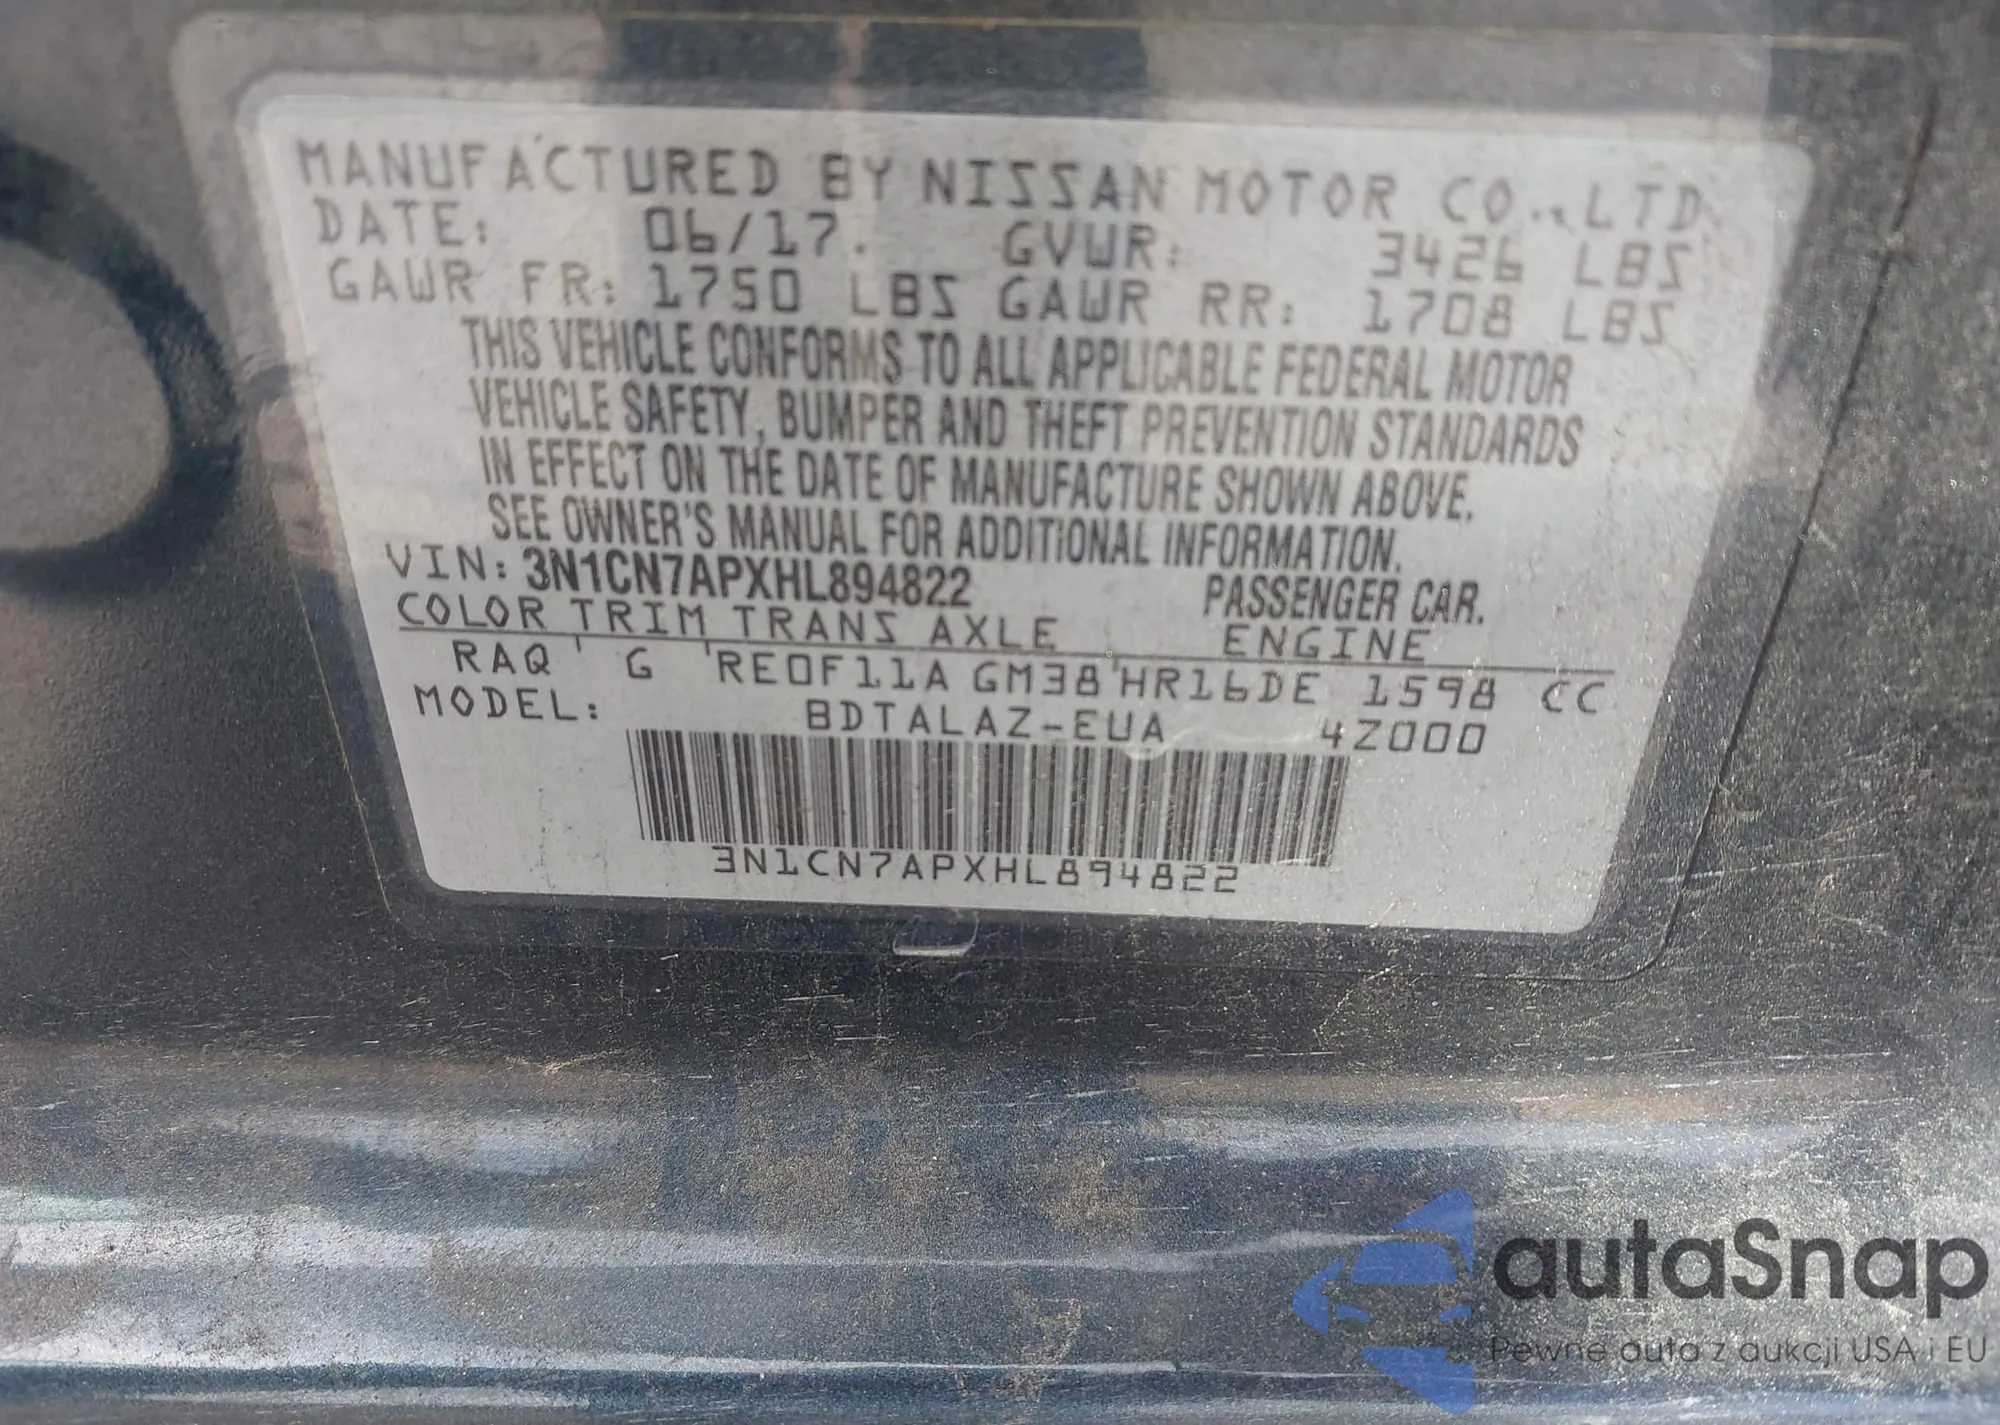 MANUFACTURED BY NISSAN MOTOR CO., LTD.
DATE: 06/17. GVWR: 3426 LBS
GAWR FR: 1750 LBS GAWR RR: 1708 LBS
THIS VEHICLE CONFORMS TO ALL APPLICABLE FEDERAL MOTOR
VEHICLE SAFETY, BUMPER AND THEFT PREVENTION STANDARDS
IN EFFECT ON THE DATE OF MANUFACTURE SHOWN ABOVE.
SEE OWNER'S MANUAL FOR ADDITIONAL INFORMATION.
VIN: 3N1CN7APXHL894822 PASSENGER CAR.
COLOR TRIM TRANS AXLE ENGINE
RAQ G RE0F11A GM38 HR16DE 1598 CC
MODEL: BDTALAZ-EUA 4Z000
3N1CN7APXHL894822
autaSnap
Pewne auta z aukcji USA i EU